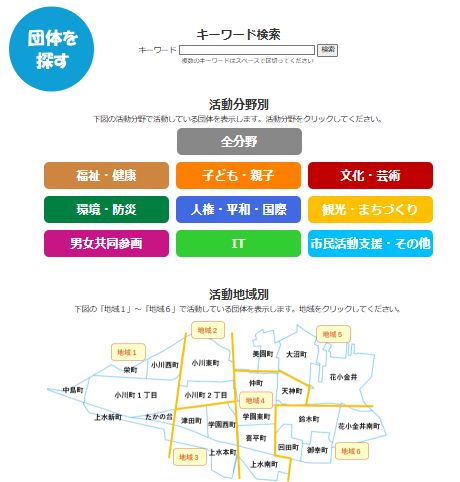 団体を
探す
キーワード検索
キーワード 検索
複数のキーワードはスペースで区切ってください
活動分野別
下図の活動分野で活動している団体を表示します。活動分野をクリックしてください。
全分野
福祉・健康 子ども・親子 文化・芸術
環境・防災 人権・平和・国際 観光・まちづくり
男女共同参画 IT 市民活動支援・その他
活動地域別
下図の「地域１」～「地域６」で活動している団体を表示します。地域をクリックしてください。
地域２
地域５
地域１
美園町 大沼町
栄町 小川西町 小川東町
花小金井
仲町
中島町
天神町
小川町１丁目 小川町２丁目
地域４
上水新町 たかの台 津田町 学園西町 学園東町 鈴木町
花小金井南町
喜平町
回田町 御幸町 地域６
地域３ 上水本町
上水南町